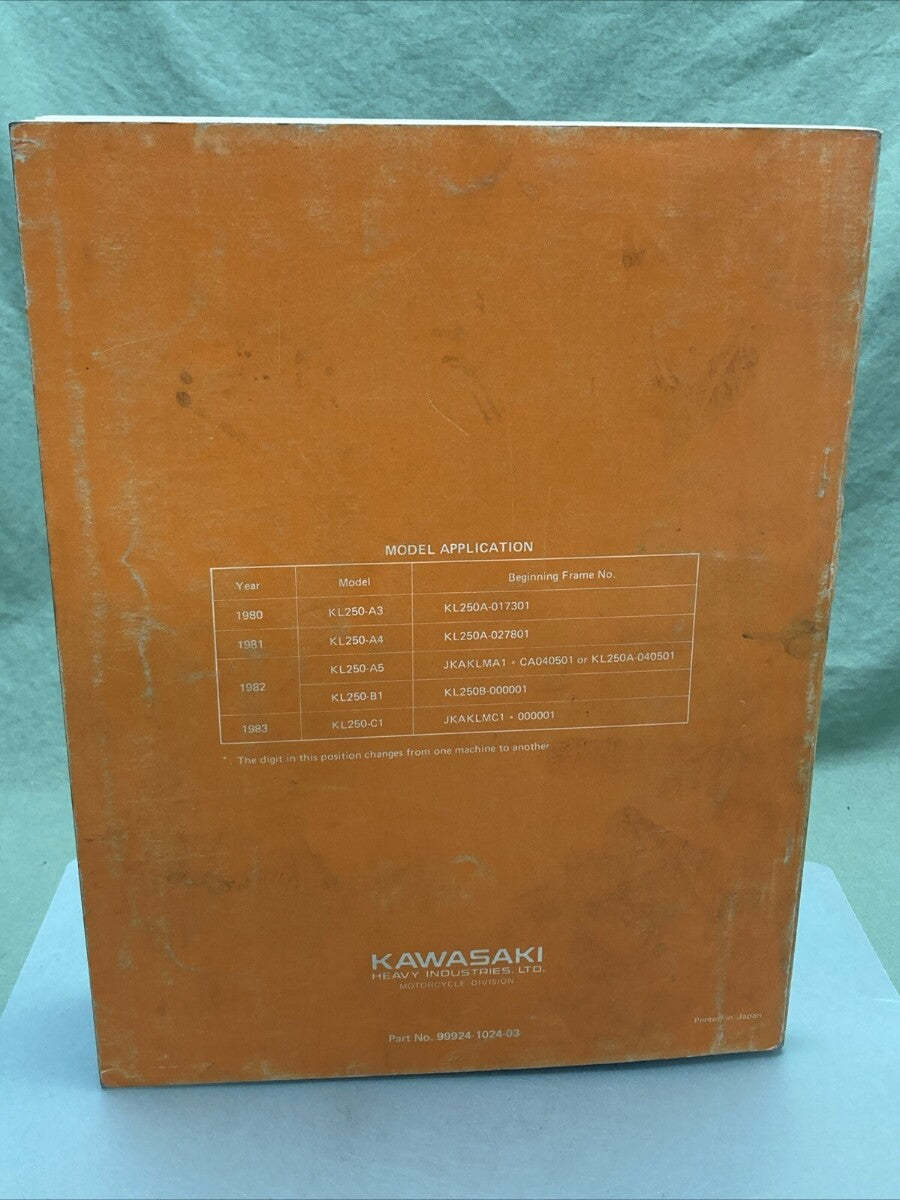 MODEL APPLICATION
Year Model Beginning Frame No.
1980 KL250-A3 KL250A-017301
1981 KL250-A4 KL250A-027801
1982 KL250-A5 JKAKLMA1 * CA040501 or KL250A-040501
KL250-B1 KL250B-000001
1983 KL250-C1 JKAKLMC1 * 000001
*: The digit in this position changes from one machine to another.
KAWASAKI
HEAVY INDUSTRIES, LTD.
MOTORCYCLE DIVISION
Printed in Japan
Part No. 99924-1024-03